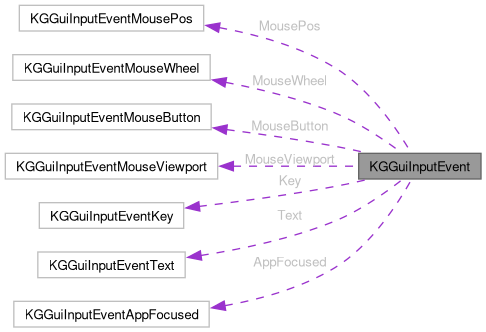 KGGuiInputEventMousePos
MousePos
KGGuiInputEventMouseWheel
MouseWheel
KGGuiInputEventMouseButton
MouseButton
KGGuiInputEventMouseViewport
MouseViewport
KGGuiInputEvent
Key
KGGuiInputEventKey
Text
KGGuiInputEventText
AppFocused
KGGuiInputEventAppFocused